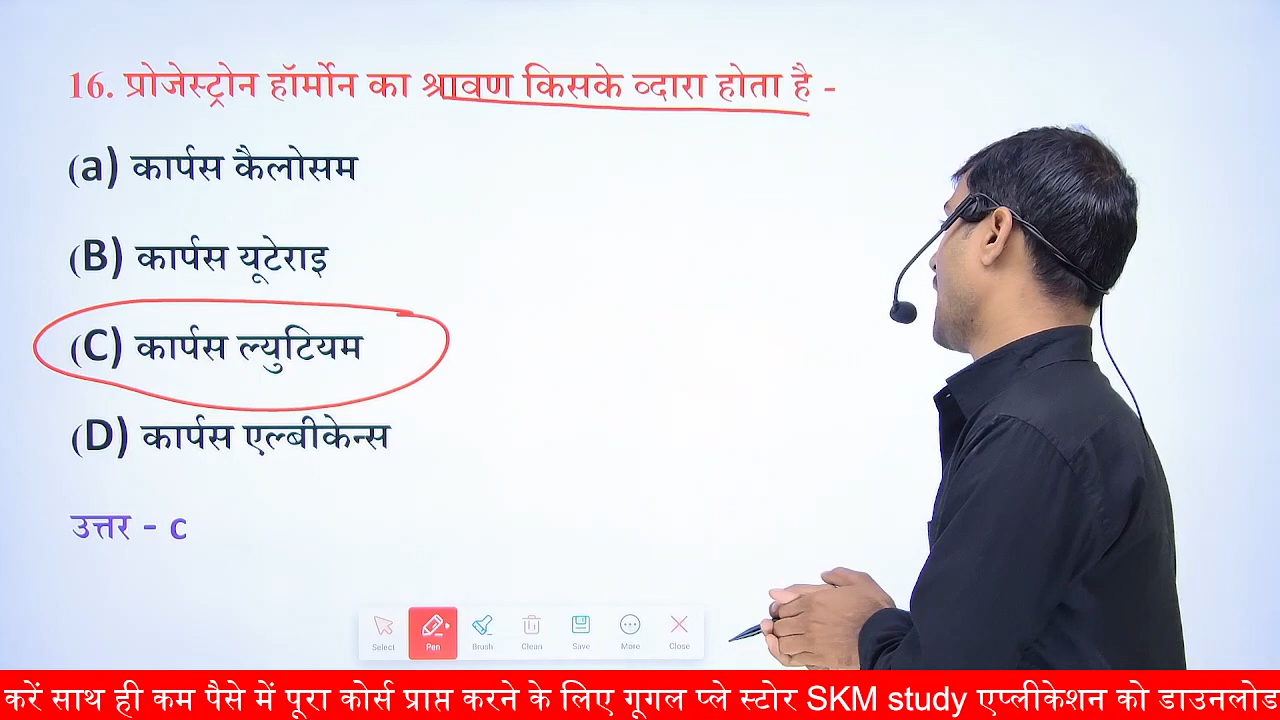 16. प्रोजेस्ट्रोन हॉर्मोन का श्रावण किसके व्दारा होता है -
(a) कार्पस कैलोसम
(B) कार्पस यूटेराइ
(C) कार्पस ल्युटियम
(D) कार्पस एल्बीकेन्स
उत्तर - c
Select Pen Brush Clean Save More Close
करें साथ ही कम पैसे में पूरा कोर्स प्राप्त करने के लिए गूगल प्ले स्टोर SKM study एप्लीकेशन को डाउनलोड